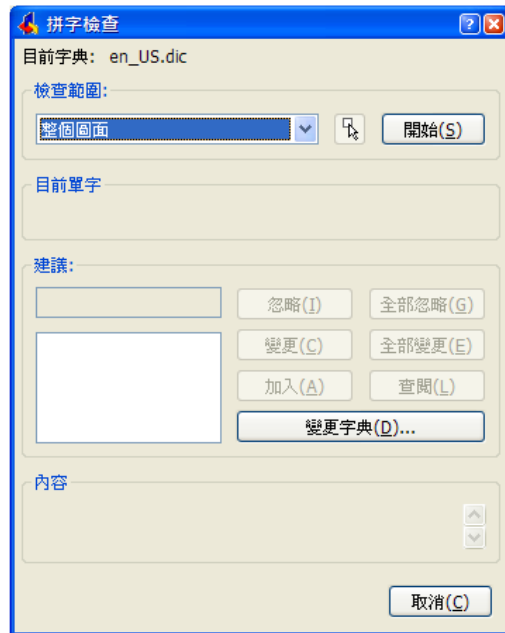 拼字檢查
目前字典: en_US.dic
檢查範圍:
整個圖面
開始(S)
目前單字
建議:
忽略(I) 全部忽略(G)
變更(C) 全部變更(E)
加入(A) 查閱(L)
變更字典(D)...
內容
取消(C)